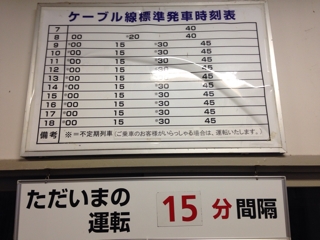 ケーブル線標準発車時刻表
7 40
8 00 ※20 40
9 ※00 15 ※30 45
10 ※00 15 ※30 45
11 ※00 15 ※30 45
12 ※00 15 ※30 45
13 ※00 15 ※30 45
14 ※00 15 ※30 45
15 ※00 15 ※30 45
16 ※00 15 ※30 45
17 ※00 15 ※30 45
18 ※00 15 ※30 45
備考 ※=不定期列車(ご乗車のお客様がいらっしゃる場合は、運転いたします。)
ただいまの
運転
15分間隔